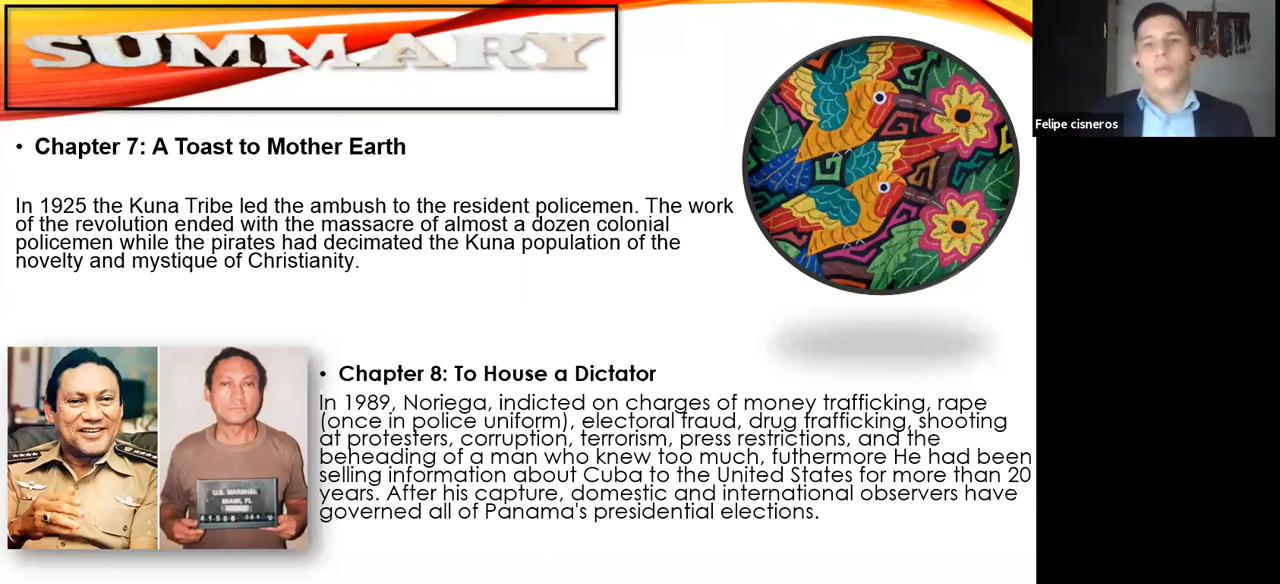 SUMMARY
Felipe cisneros
• Chapter 7: A Toast to Mother Earth
In 1925 the Kuna Tribe led the ambush to the resident policemen. The work
of the revolution ended with the massacre of almost a dozen colonial
policemen while the pirates had decimated the Kuna population of the
novelty and mystique of Christianity.
• Chapter 8: To House a Dictator
In 1989, Noriega, indicted on charges of money trafficking, rape
(once in police uniform), electoral fraud, drug trafficking, shooting
at protesters, corruption, terrorism, press restrictions, and the
beheading of a man who knew too much, futhermore He had been
selling information about Cuba to the United States for more than 20
years. After his capture, domestic and international observers have
governed all of Panama's presidential elections.
U.S. MARSHAL
MIAMI, FL